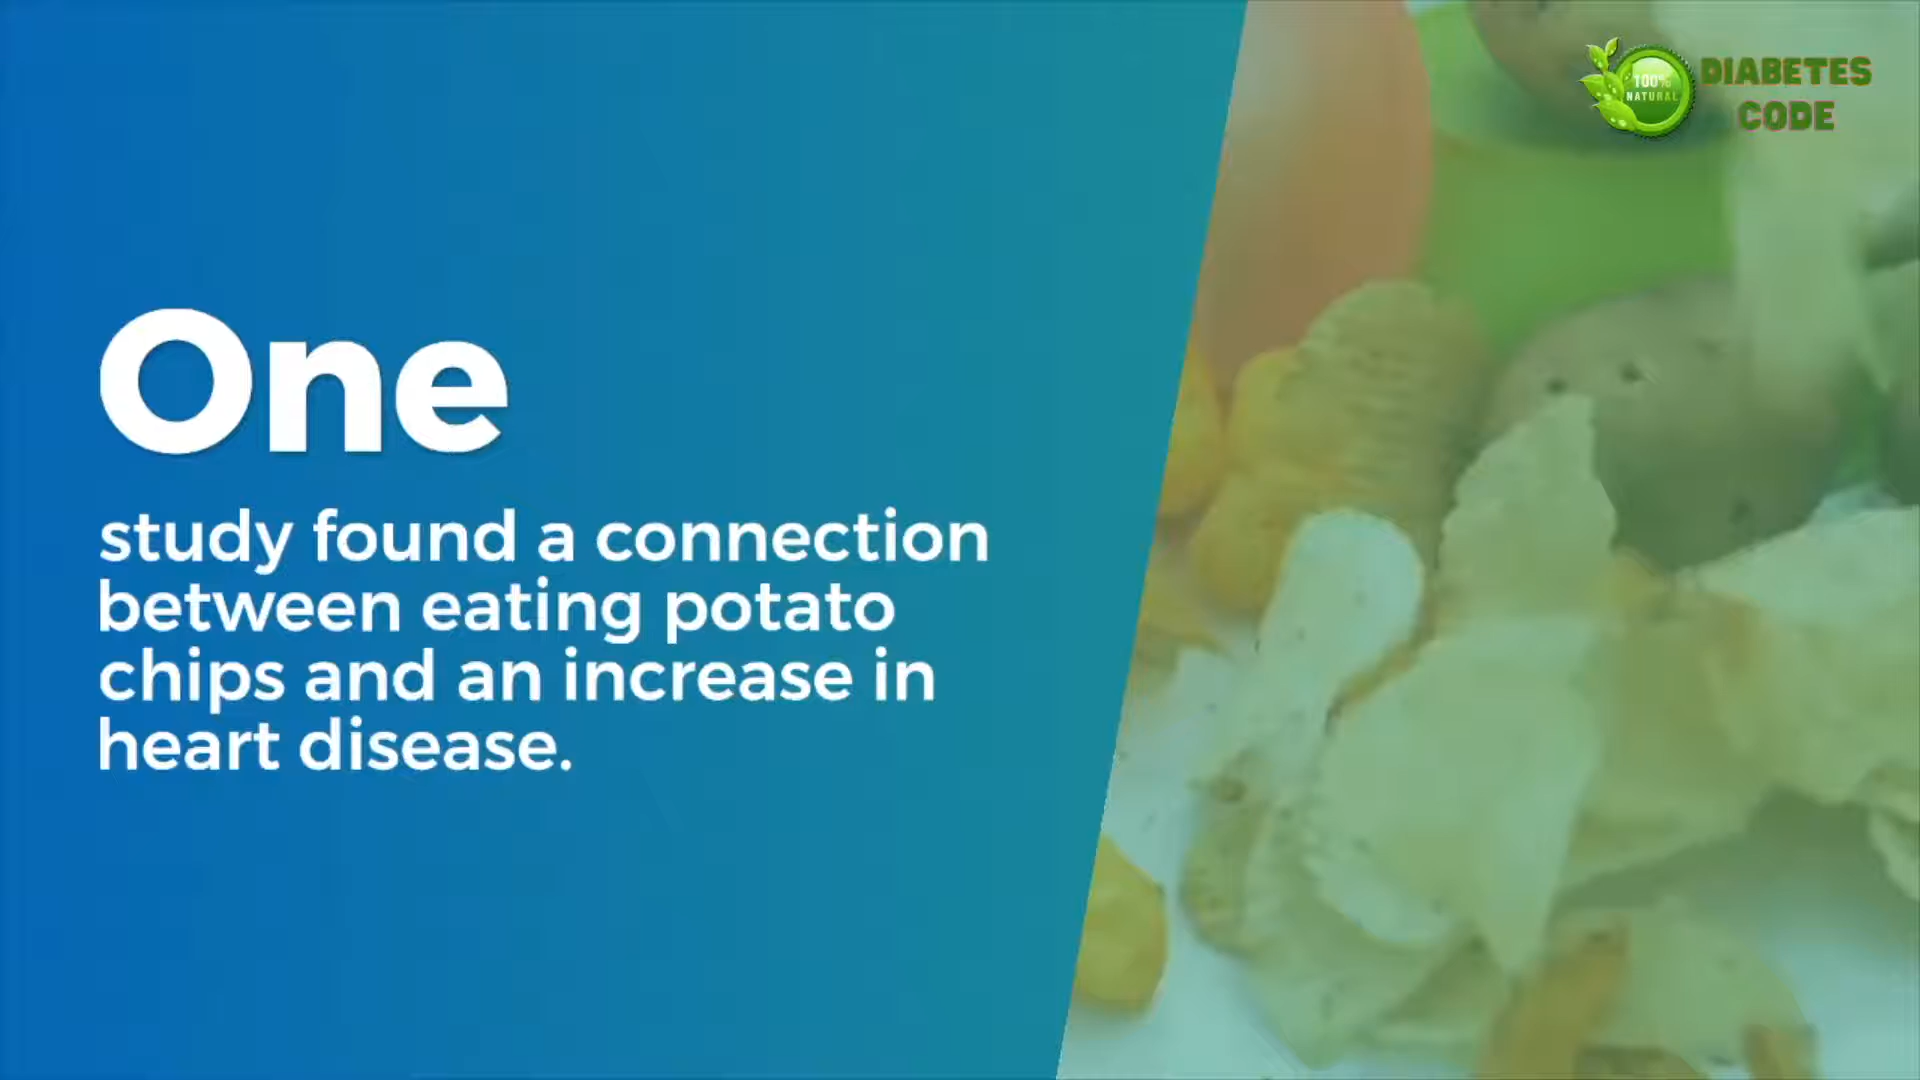 100%
NATURAL
DIABETES
CODE
One
study found a connection
between eating potato
chips and an increase in
heart disease.